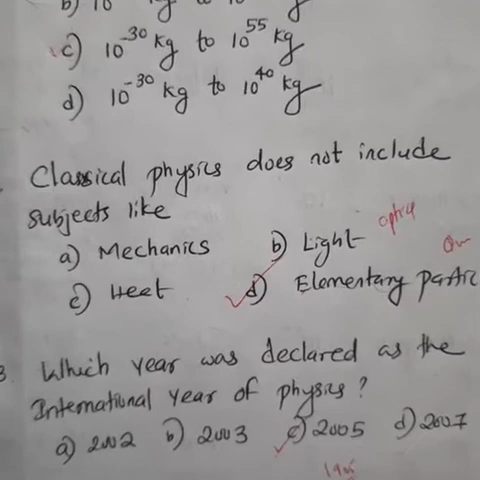 c) 10^-30 kg to 10^55 kg
d) 10^-30 kg to 10^40 kg
Classical physics does not include
subjects like
a) Mechanics b) Light optics
c) Heat d) Elementary partic
3. Which year was declared as the
International year of physics?
a) 2002 b) 2003 c) 2005 d) 2007